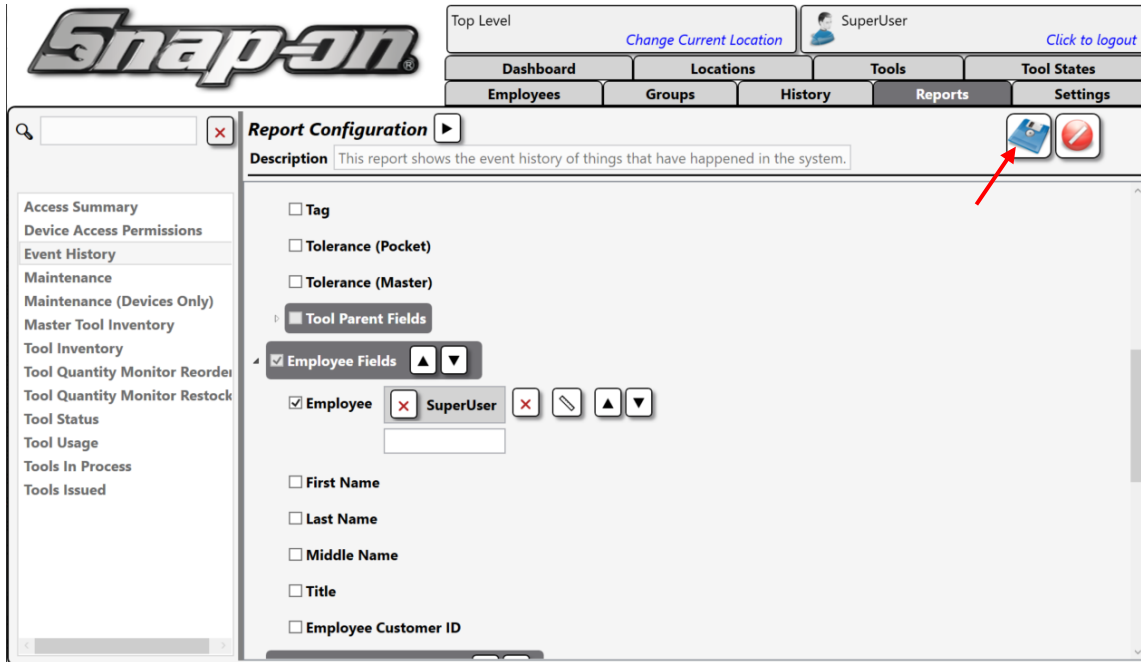 Snap-on®
Top Level
Change Current Location
SuperUser
Click to logout
Dashboard
Locations
Tools
Tool States
Employees
Groups
History
Reports
Settings
Report Configuration
Description This report shows the event history of things that have happened in the system.
Access Summary
Device Access Permissions
Event History
Maintenance
Maintenance (Devices Only)
Master Tool Inventory
Tool Inventory
Tool Quantity Monitor Reorder
Tool Quantity Monitor Restock
Tool Status
Tool Usage
Tools In Process
Tools Issued
Tag
Tolerance (Pocket)
Tolerance (Master)
Tool Parent Fields
Employee Fields
Employee
SuperUser
First Name
Last Name
Middle Name
Title
Employee Customer ID